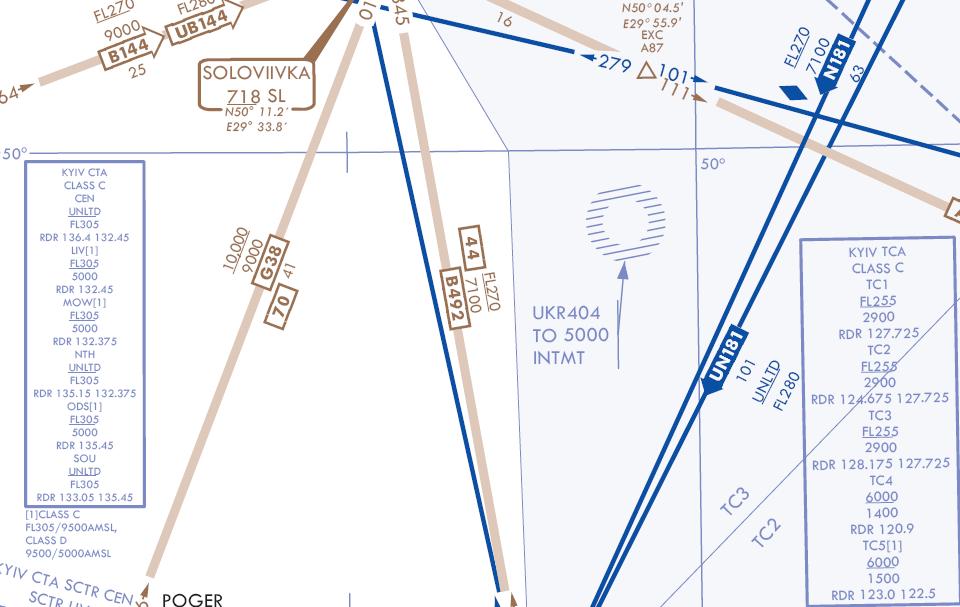 FL270
9000
B144
25
FL280
UB144
64
SOLOVIIVKA
718 SL
N50° 11.2'
E29° 33.8'
01
345
16
N50° 04.5'
E29° 55.9'
EXC
A87
279
101
111
FL270
7100
N181
63
50°
50°
KYIV CTA
CLASS C
CEN
UNLTD
FL305
RDR 136.4 132.45
LIV[1]
FL305
5000
RDR 132.45
MOW[1]
FL305
5000
RDR 132.375
NTH
UNLTD
FL305
RDR 135.15 132.375
ODS[1]
FL305
5000
RDR 135.45
SOU
UNLTD
FL305
RDR 133.05 135.45
[1]CLASS C
FL305/9500AMSL,
CLASS D
9500/5000AMSL
KYIV CTA SCTR CEN
10,000
9000
G38
41
70
44
B492
7100
FL270
UKR404
TO 5000
INTMT
UN181
101
UNLTD
FL280
TC3
TC2
KYIV TCA
CLASS C
TC1
FL255
2900
RDR 127.725
TC2
FL255
2900
RDR 124.675 127.725
TC3
FL255
2900
RDR 128.175 127.725
TC4
6000
1400
RDR 120.9
TC5[1]
6000
1500
RDR 123.0 122.5
POGER